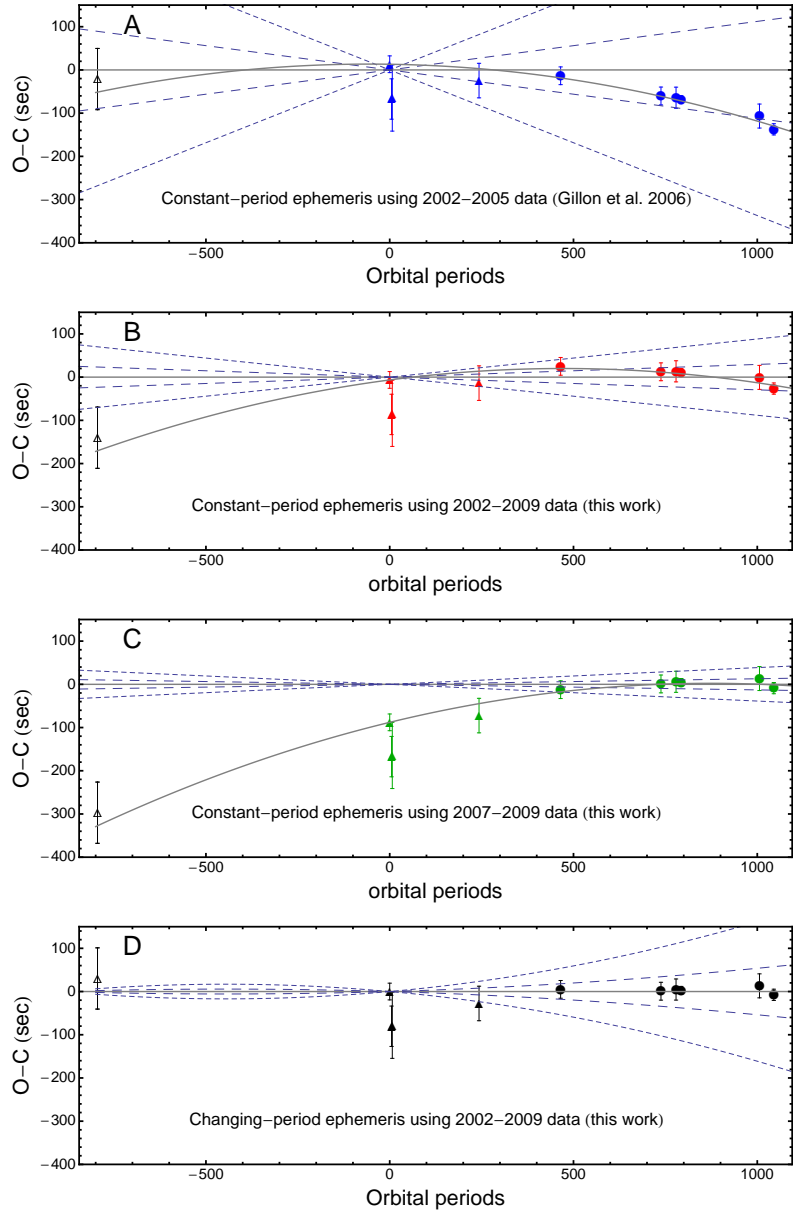 A
100
0
−100
−200
−300
−400
O−C (sec)
Constant−period ephemeris using 2002−2005 data (Gillon et al. 2006)
−500 0 500 1000
Orbital periods
B
100
0
−100
−200
−300
−400
O−C (sec)
Constant−period ephemeris using 2002−2009 data (this work)
−500 0 500 1000
orbital periods
C
100
0
−100
−200
−300
−400
O−C (sec)
Constant−period ephemeris using 2007−2009 data (this work)
−500 0 500 1000
orbital periods
D
100
0
−100
−200
−300
−400
O−C (sec)
Changing−period ephemeris using 2002−2009 data (this work)
−500 0 500 1000
Orbital periods